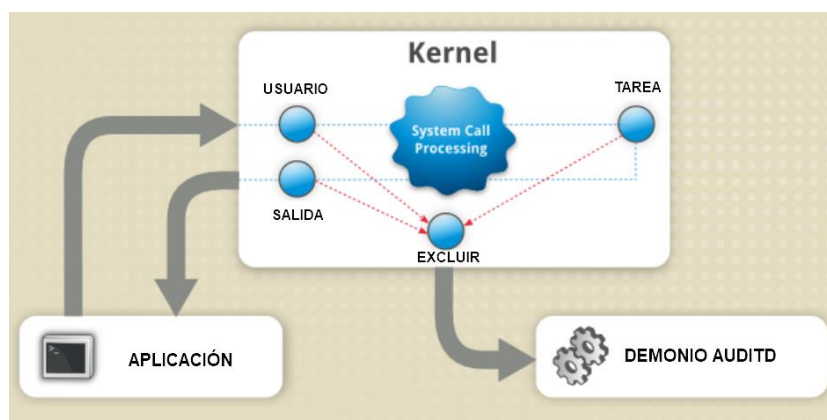 Kernel
USUARIO
TAREA
System Call
Processing
SALIDA
EXCLUIR
APLICACIÓN
DEMONIO AUDITD